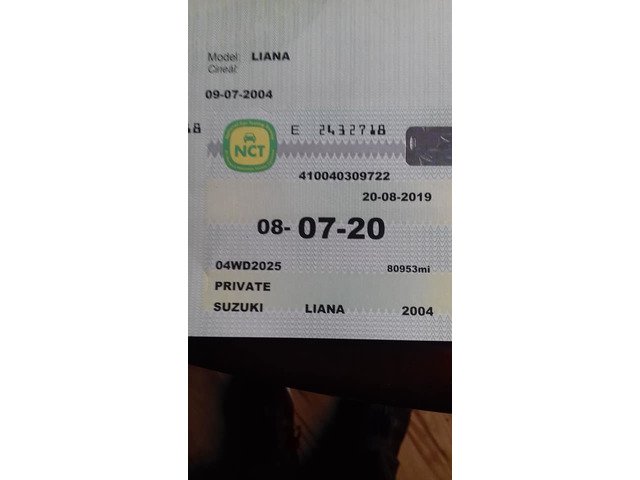 Model: LIANA
Cineál:
09-07-2004
E 2432718
NCT
410040309722
20-08-2019
08-07-20
04WD2025 80953mi
PRIVATE
SUZUKI LIANA 2004